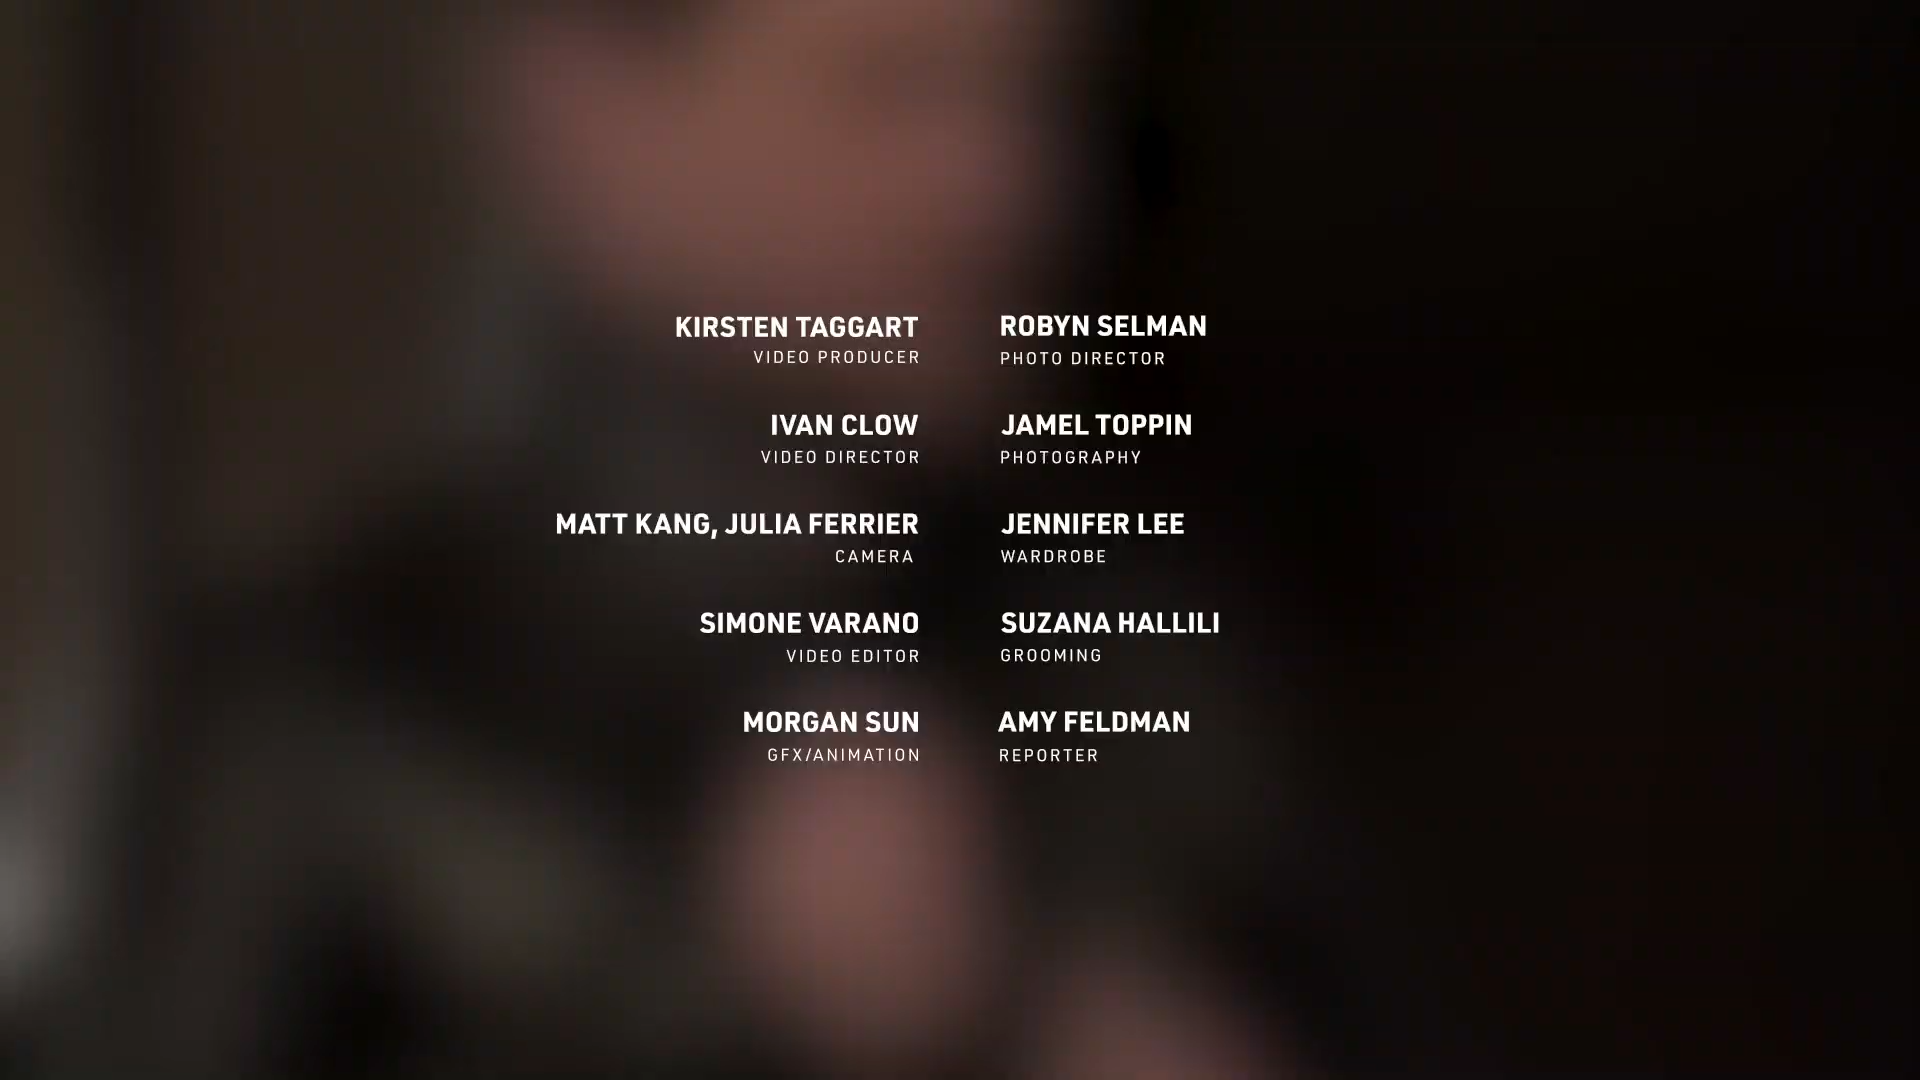 KIRSTEN TAGGART
VIDEO PRODUCER
IVAN CLOW
VIDEO DIRECTOR
MATT KANG, JULIA FERRIER
CAMERA
SIMONE VARANO
VIDEO EDITOR
MORGAN SUN
GFX/ANIMATION
ROBYN SELMAN
PHOTO DIRECTOR
JAMEL TOPPIN
PHOTOGRAPHY
JENNIFER LEE
WARDROBE
SUZANA HALLILI
GROOMING
AMY FELDMAN
REPORTER